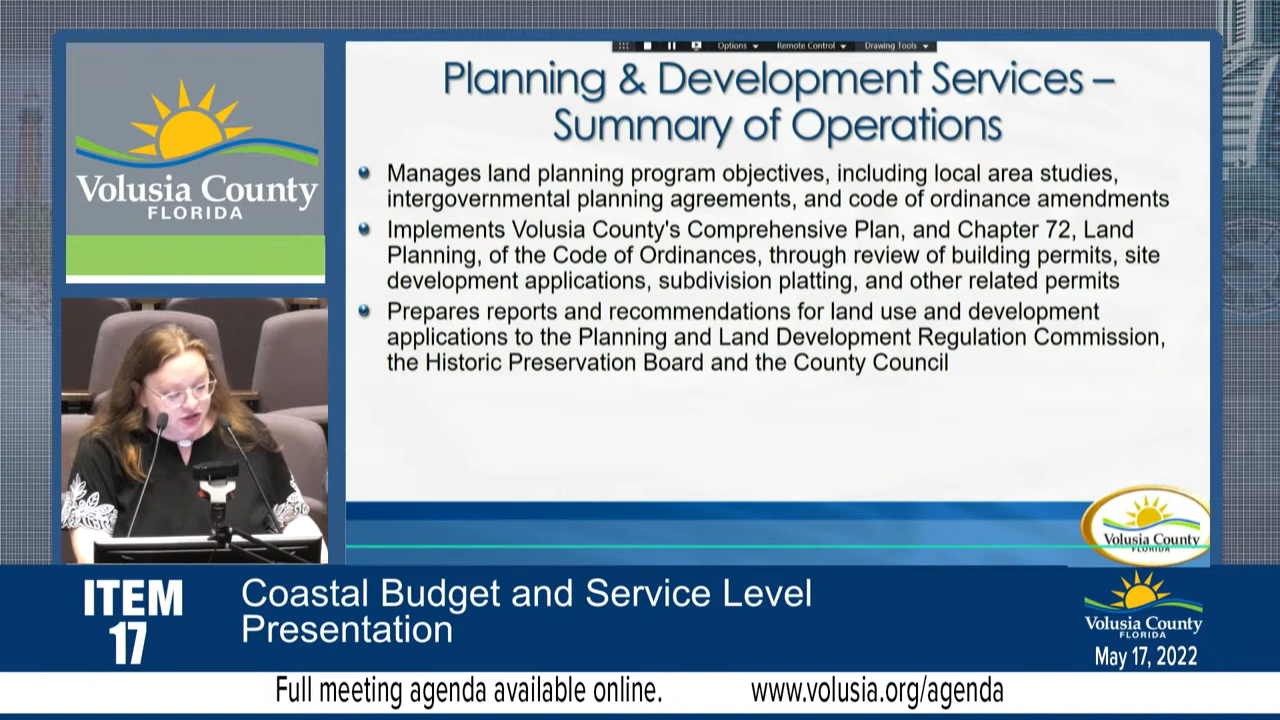 Options
Remote Control
Drawing Tools
Planning & Development Services –
Summary of Operations
Manages land planning program objectives, including local area studies,
intergovernmental planning agreements, and code of ordinance amendments
Implements Volusia County's Comprehensive Plan, and Chapter 72, Land
Planning, of the Code of Ordinances, through review of building permits, site
development applications, subdivision platting, and other related permits
Prepares reports and recommendations for land use and development
applications to the Planning and Land Development Regulation Commission,
the Historic Preservation Board and the County Council
Volusia County
FLORIDA
Volusia County
FLORIDA
ITEM
17
Coastal Budget and Service Level
Presentation
Volusia County
FLORIDA
May 17, 2022
Full meeting agenda available online.
www.volusia.org/agenda